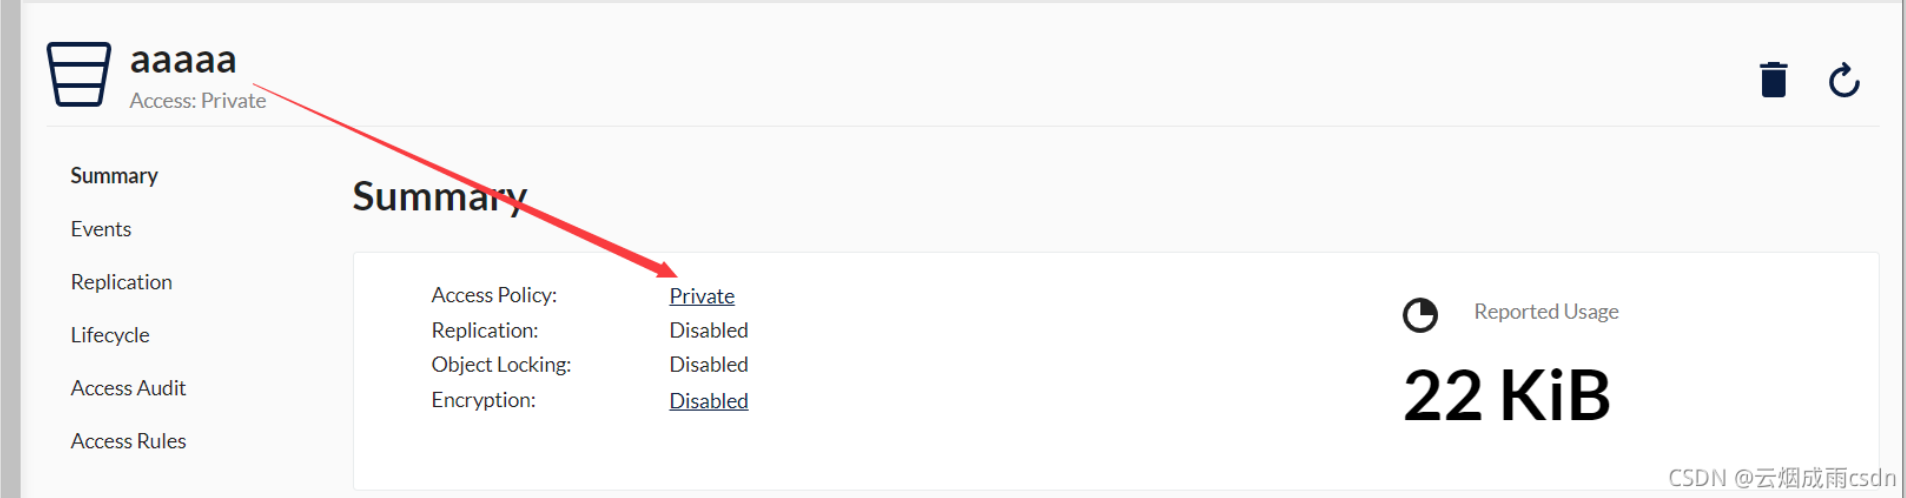 aaaaa
Access: Private
Summary
Events
Replication
Lifecycle
Access Audit
Access Rules
Summary
Access Policy: Private
Replication: Disabled
Object Locking: Disabled
Encryption: Disabled
Reported Usage
22 KiB
CSDN @云烟成雨csdn